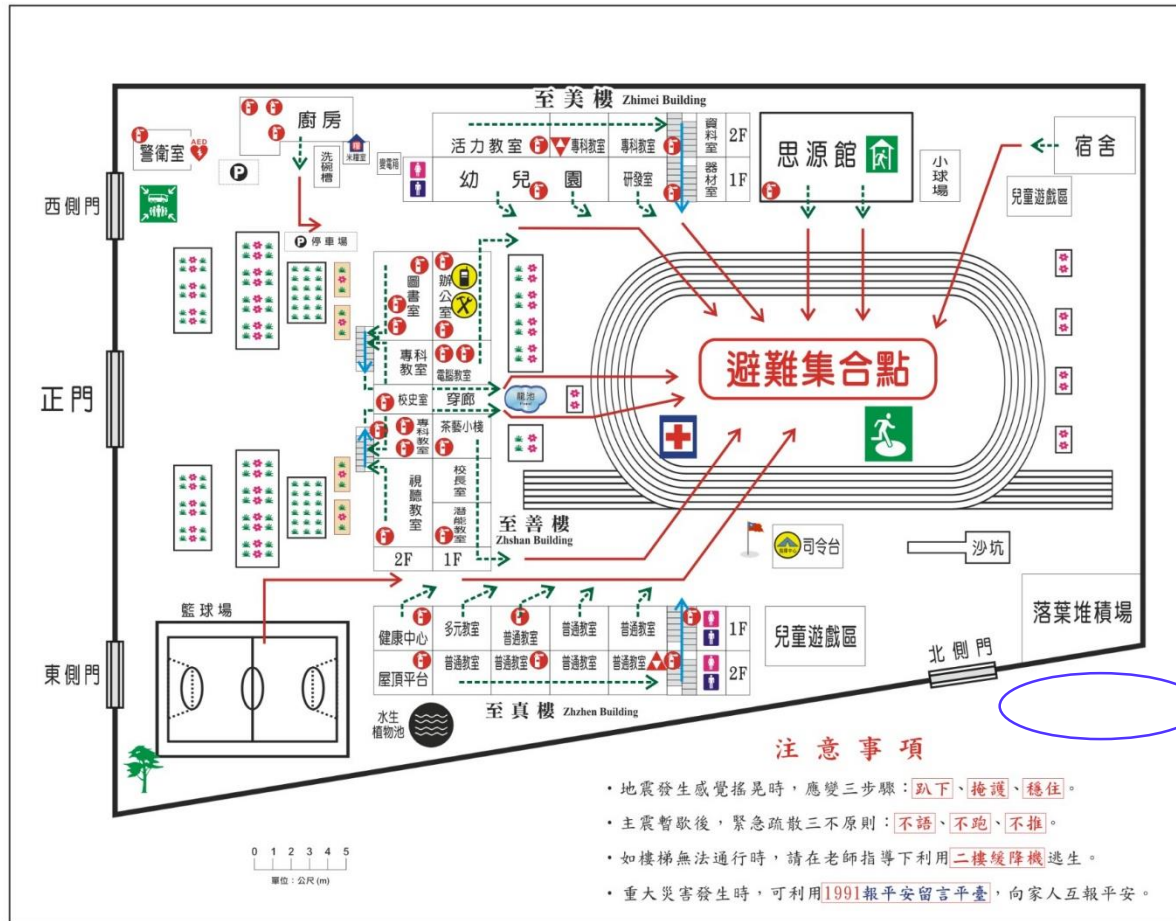 至美樓 Zhimei Building
廚房
警衛室
AED
P
洗碗槽
米糧室
變電箱
活力教室
專科教室
專科教室
資料室
2F
幼兒園
研發室
器材室
1F
思源館
小球場
宿舍
兒童遊戲區
西側門
P 停車場
圖書室
辦公室
專科教室
電腦教室
正門
校史室
穿廊
龍池
避難集合點
專科教室
茶藝小棧
視聽教室
校長室
潛能教室
至善樓
Zhshan Building
2F
1F
司令台
沙坑
落葉堆積場
籃球場
健康中心
多元教室
普通教室
普通教室
普通教室
1F
兒童遊戲區
北側門
東側門
屋頂平台
普通教室
普通教室
普通教室
普通教室
2F
至真樓 Zhzhen Building
水生植物池
注意事項
・地震發生感覺搖晃時，應變三步驟：趴下、掩護、穩住。
・主震暫歇後，緊急疏散三不原則：不語、不跑、不推。
・如樓梯無法通行時，請在老師指導下利用二樓緩降機逃生。
・重大災害發生時，可利用1991報平安留言平臺，向家人互報平安。
0 1 2 3 4 5
單位：公尺(m)